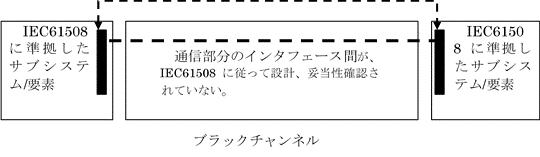 IEC61508
に準拠した
サブシステ
ム/要素
通信部分のインタフェース間が、
IEC61508 に従って設計、妥当性確認さ
れていない。
IEC6150
8 に準拠し
たサブシス
テム/要素
ブラックチャンネル